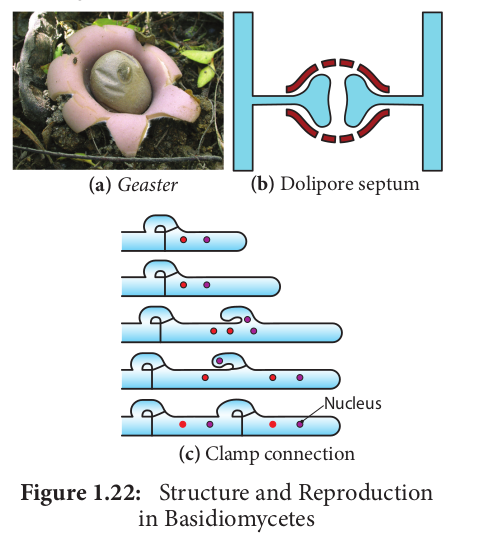 (a) Geaster
(b) Dolipore septum
Nucleus
(c) Clamp connection
Figure 1.22: Structure and Reproduction
in Basidiomycetes